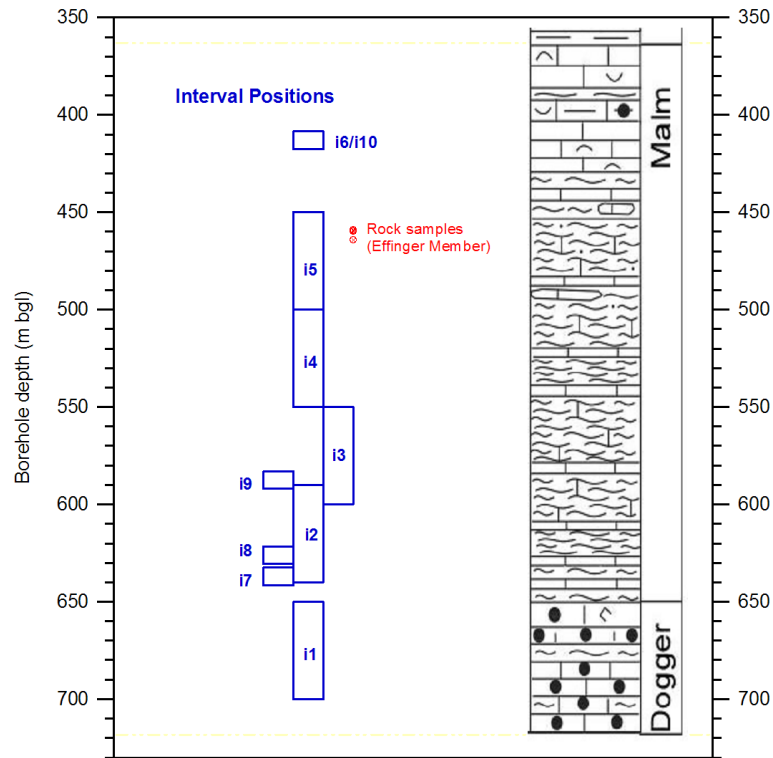 350
350
Interval Positions
Malm
400
400
i6/i10
450
450
Rock samples
(Effinger Member)
i5
500
500
Borehole depth (m bgl)
i4
550
550
i3
i9
600
600
i2
i8
i7
650
650
i1
Dogger
700
700